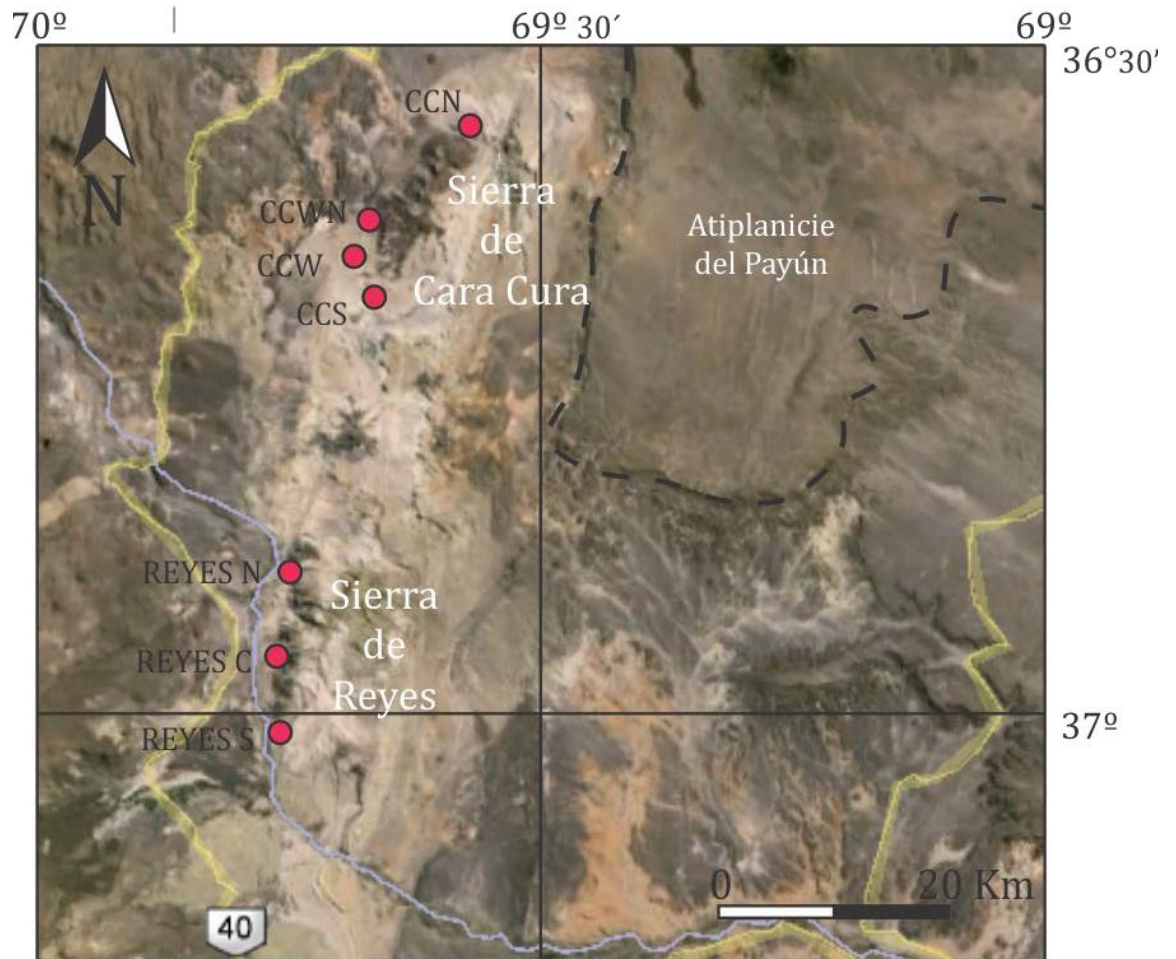 70º
69º 30´
69º
36°30'
CCN
N
Sierra
de
Cara Cura
CCWN
CCW
CCS
Atiplanicie
del Payún
REYES N
Sierra
de
Reyes
REYES C
REYES S
37º
0
20 Km
40